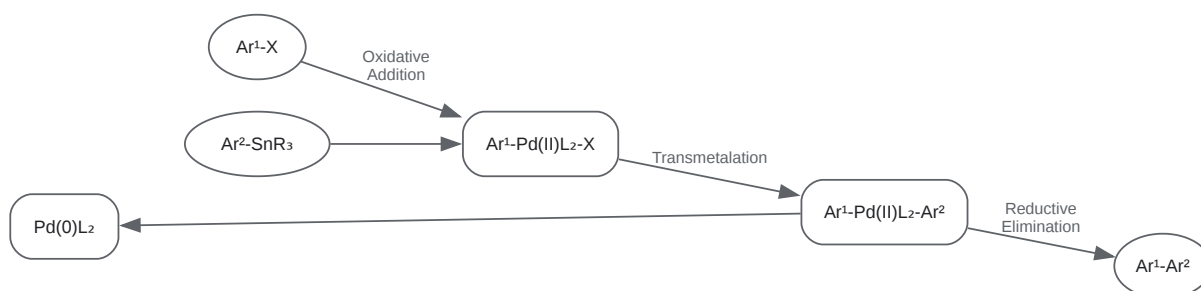 Ar¹-X
Oxidative
Addition
Ar²-SnR₃
Ar¹-Pd(II)L₂-X
Transmetalation
Pd(0)L₂
Ar¹-Pd(II)L₂-Ar²
Reductive
Elimination
Ar¹-Ar²